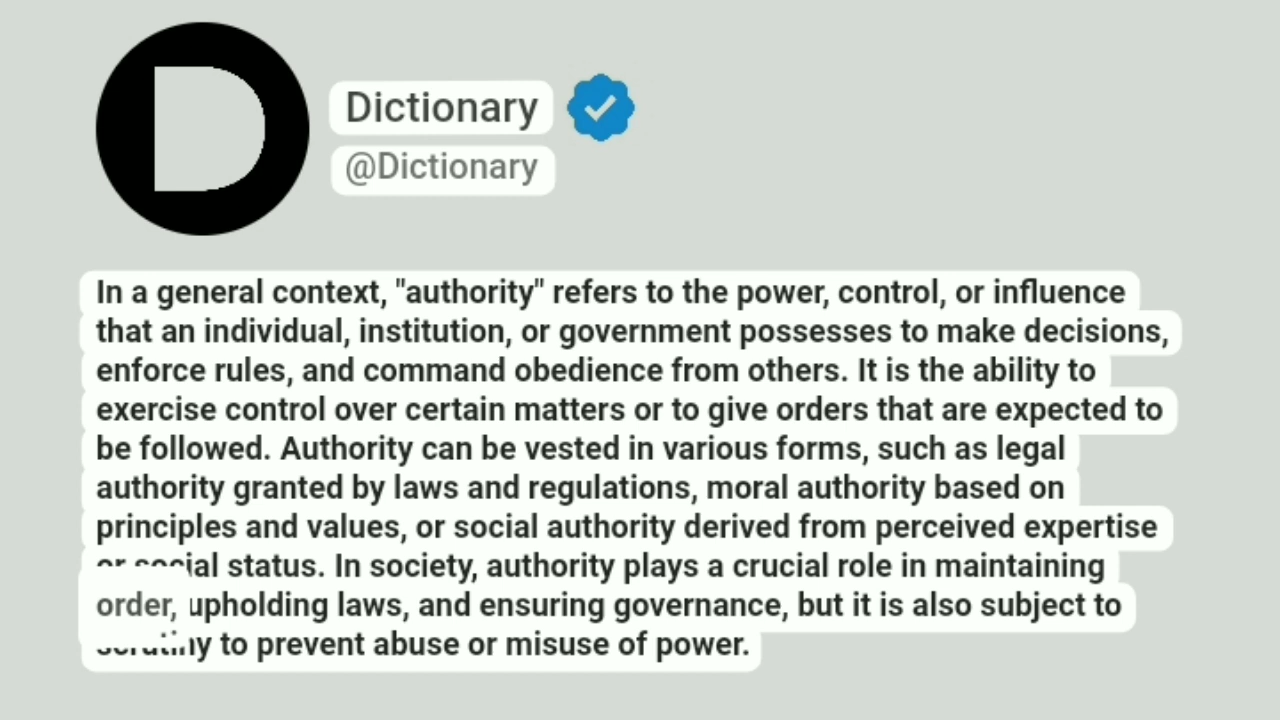 D
Dictionary
@Dictionary
In a general context, "authority" refers to the power, control, or influence
that an individual, institution, or government possesses to make decisions,
enforce rules, and command obedience from others. It is the ability to
exercise control over certain matters or to give orders that are expected to
be followed. Authority can be vested in various forms, such as legal
authority granted by laws and regulations, moral authority based on
principles and values, or social authority derived from perceived expertise
or social status. In society, authority plays a crucial role in maintaining
order, upholding laws, and ensuring governance, but it is also subject to
scrutiny to prevent abuse or misuse of power.